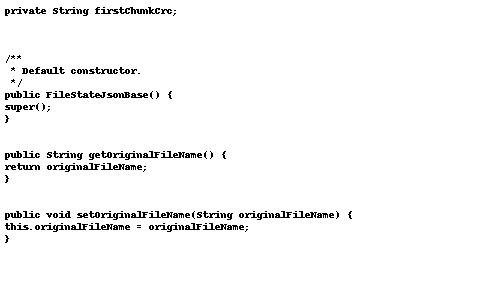 private String firstChunkCrc;
/**
 * Default constructor.
 */
public FileStateJsonBase() {
super();
}
public String getOriginalFileName() {
return originalFileName;
}
public void setOriginalFileName(String originalFileName) {
this.originalFileName = originalFileName;
}